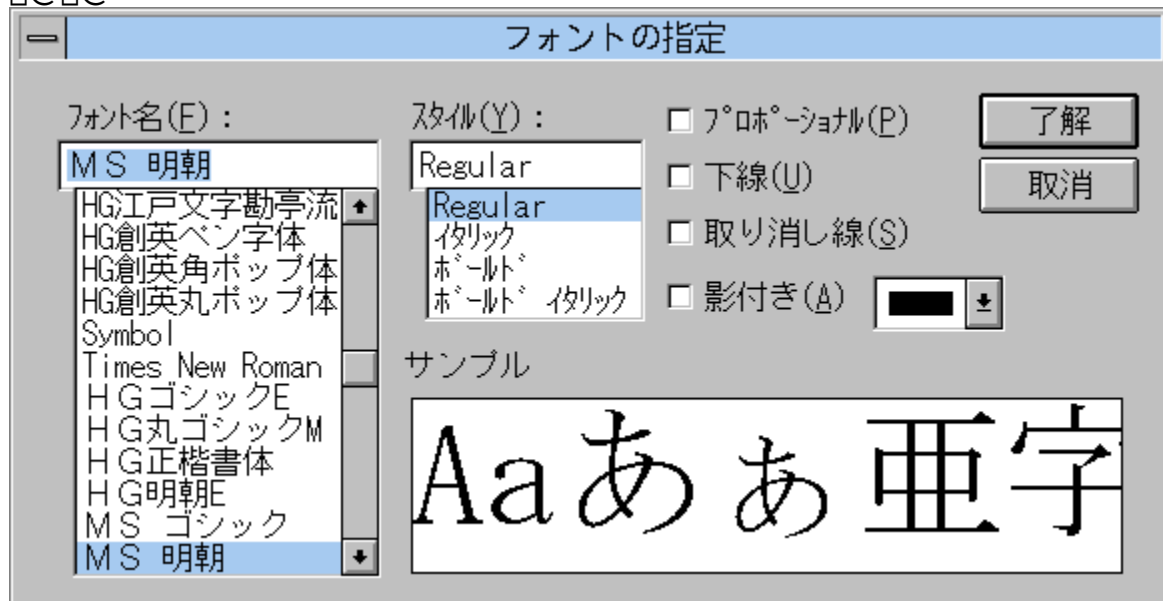 フォントの指定
ﾌｫﾝﾄ名(F)：
ＭＳ 明朝
HG江戸文字勘亭流
HG創英ペン字体
HG創英角ポップ体
HG創英丸ポップ体
Symbol
Times New Roman
ＨＧゴシックE
ＨＧ丸ゴシックM
ＨＧ正楷書体
ＨＧ明朝E
ＭＳ ゴシック
ＭＳ 明朝
ｽﾀｲﾙ(Y)：
Regular
Regular
ｲﾀﾘｯｸ
ﾎﾞｰﾙﾄﾞ
ﾎﾞｰﾙﾄﾞ ｲﾀﾘｯｸ
ﾌﾟﾛﾎﾟｰｼｮﾅﾙ(P)
下線(U)
取り消し線(S)
影付き(A)
了解
取消
サンプル
Aaあぁ亜字